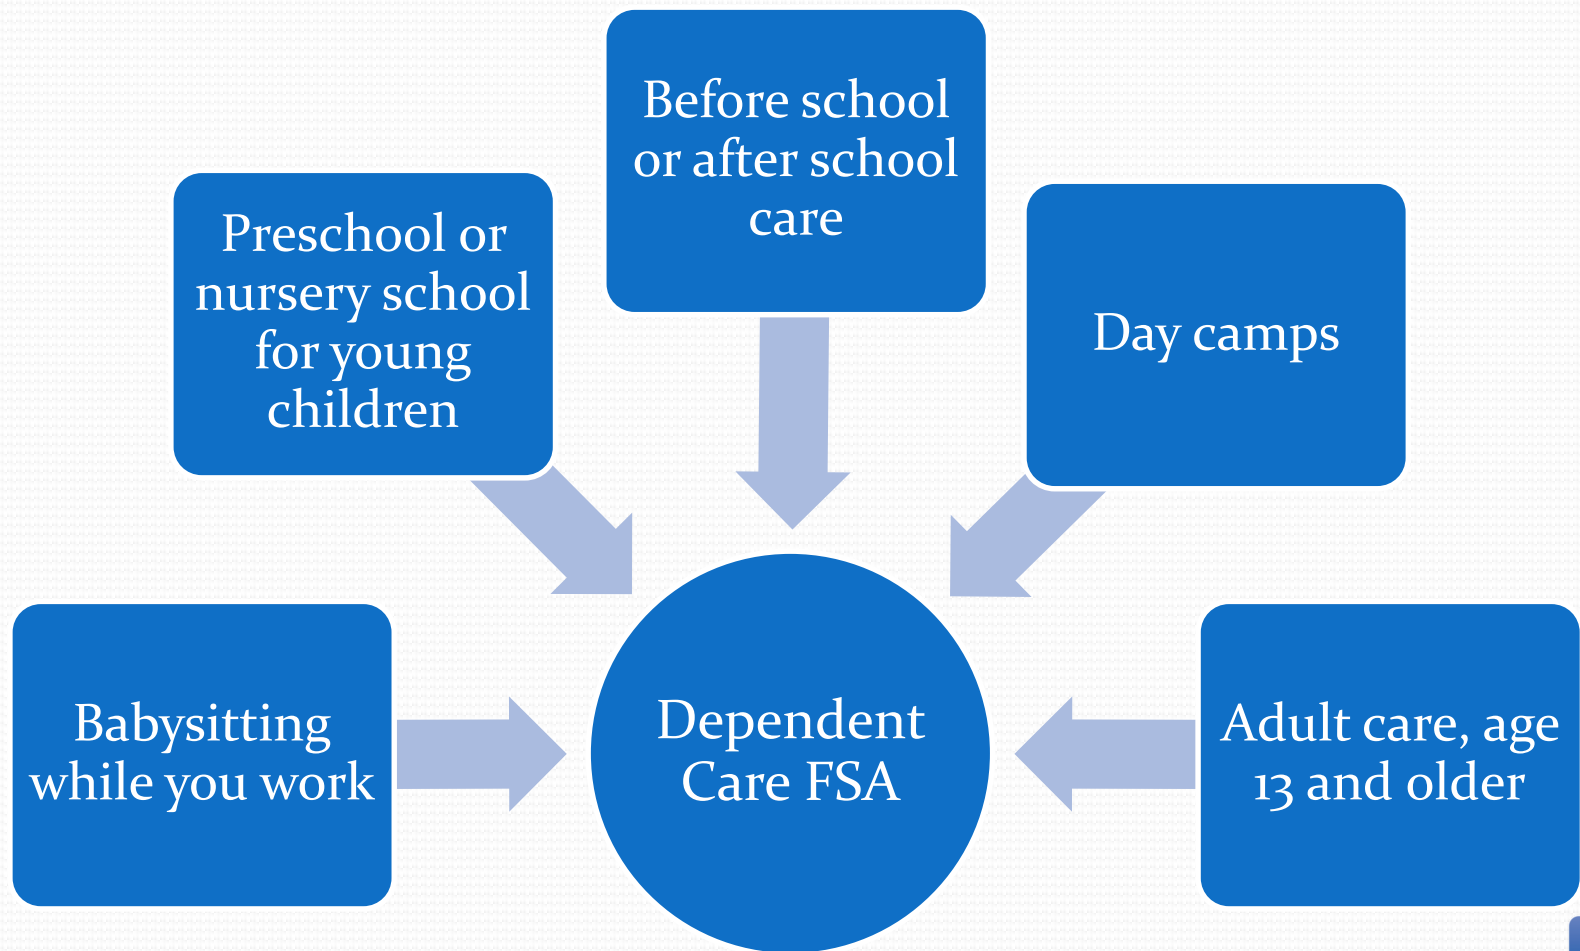 Before school
or after school
care
Preschool or
nursery school
for young
children
Day camps
Babysitting
while you work
Dependent
Care FSA
Adult care, age
13 and older